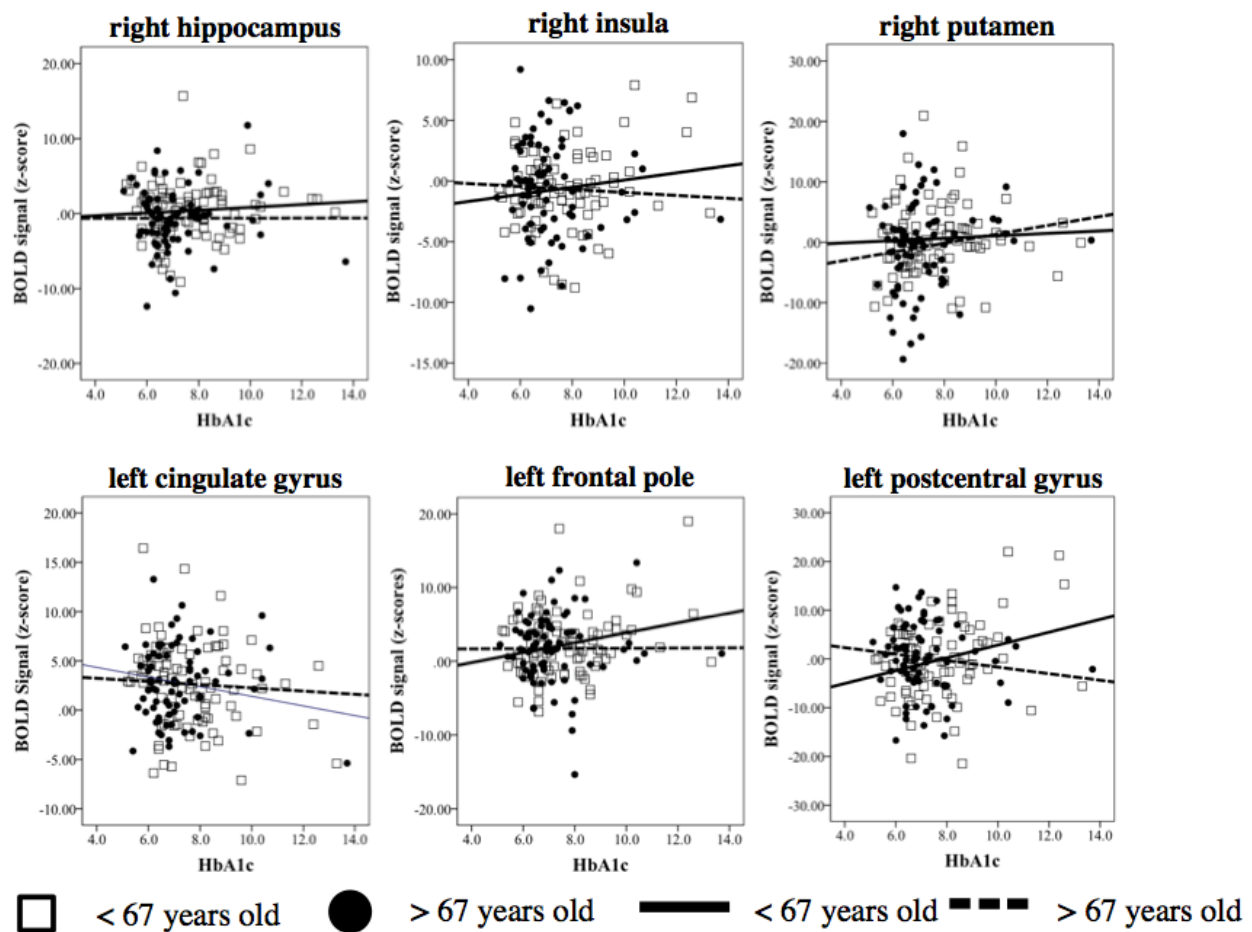 right hippocampus
right insula
right putamen
BOLD signal (z-score)
20.00
10.00
.00
-10.00
-20.00
4.0 6.0 8.0 10.0 12.0 14.0
HbA1c
BOLD signal (z-score)
10.00
5.00
.00
-5.00
-10.00
-15.00
4.0 6.0 8.0 10.0 12.0 14.0
HbA1c
BOLD signal (z-score)
30.00
20.00
10.00
.00
-10.00
-20.00
4.0 6.0 8.0 10.0 12.0 14.0
HbA1c
left cingulate gyrus
left frontal pole
left postcentral gyrus
BOLD Signal (z-score)
20.00
15.00
10.00
5.00
.00
-5.00
-10.00
4.0 6.0 8.0 10.0 12.0 14.0
HbA1c
BOLD signal (z-scores)
20.00
10.00
.00
-10.00
-20.00
4.0 6.0 8.0 10.0 12.0 14.0
HbA1c
BOLD signal (z-score)
30.00
20.00
10.00
.00
-10.00
-20.00
-30.00
4.0 6.0 8.0 10.0 12.0 14.0
HbA1c
< 67 years old > 67 years old < 67 years old > 67 years old